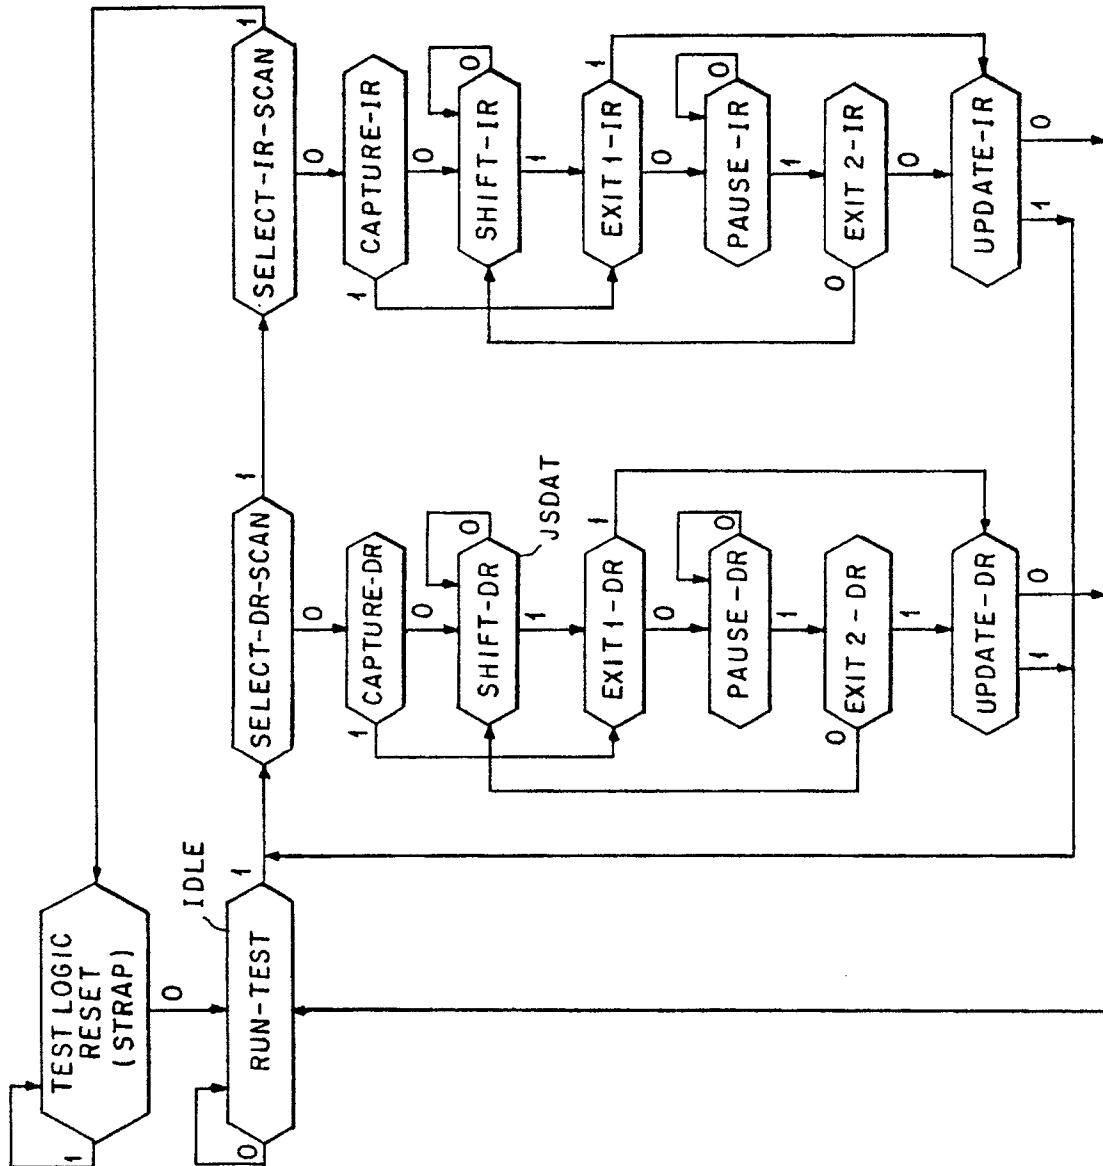 1
TEST LOGIC
RESET
(STRAP)
0
IDLE
0
RUN-TEST
1
SELECT-DR-SCAN
1
SELECT-IR-SCAN
1
0
1
CAPTURE-DR
0
SHIFT-DR
0
JSDAT
1
EXIT 1-DR
1
0
PAUSE-DR
0
1
0
EXIT 2-DR
1
UPDATE-DR
1
0
0
1
CAPTURE-IR
0
SHIFT-IR
0
1
EXIT 1-IR
1
0
PAUSE-IR
0
1
0
EXIT 2-IR
0
UPDATE-IR
1
0